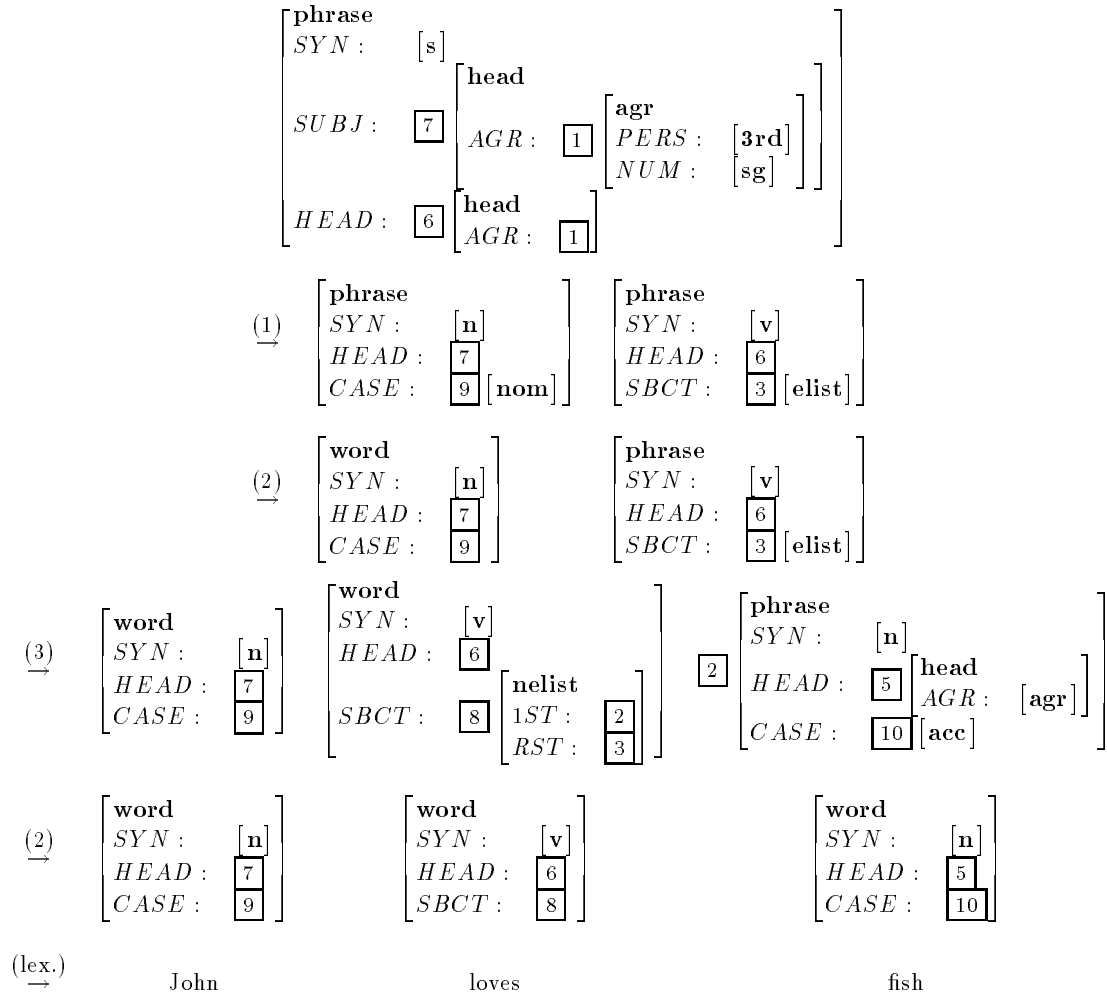 phrase
SYN : [s]
SUBJ : 7 head
AGR : 1 agr
PERS : [3rd]
NUM : [sg]
HEAD : 6 head
AGR : 1
(1) → phrase phrase
SYN : [n] SYN : [v]
HEAD : 7 HEAD : 6
CASE : 9 [nom] SBCT : 3 [elist]
(2) → word phrase
SYN : [n] SYN : [v]
HEAD : 7 HEAD : 6
CASE : 9 SBCT : 3 [elist]
(3) → word word 2 phrase
SYN : [n] SYN : [v] SYN : [n]
HEAD : 7 HEAD : 6 HEAD : 5 head
AGR : [agr]
CASE : 9 SBCT : 8 nelist CASE : 10 [acc]
1ST : 2
RST : 3
(2) → word word word
SYN : [n] SYN : [v] SYN : [n]
HEAD : 7 HEAD : 6 HEAD : 5
CASE : 9 SBCT : 8 CASE : 10
(lex.) → John loves fish